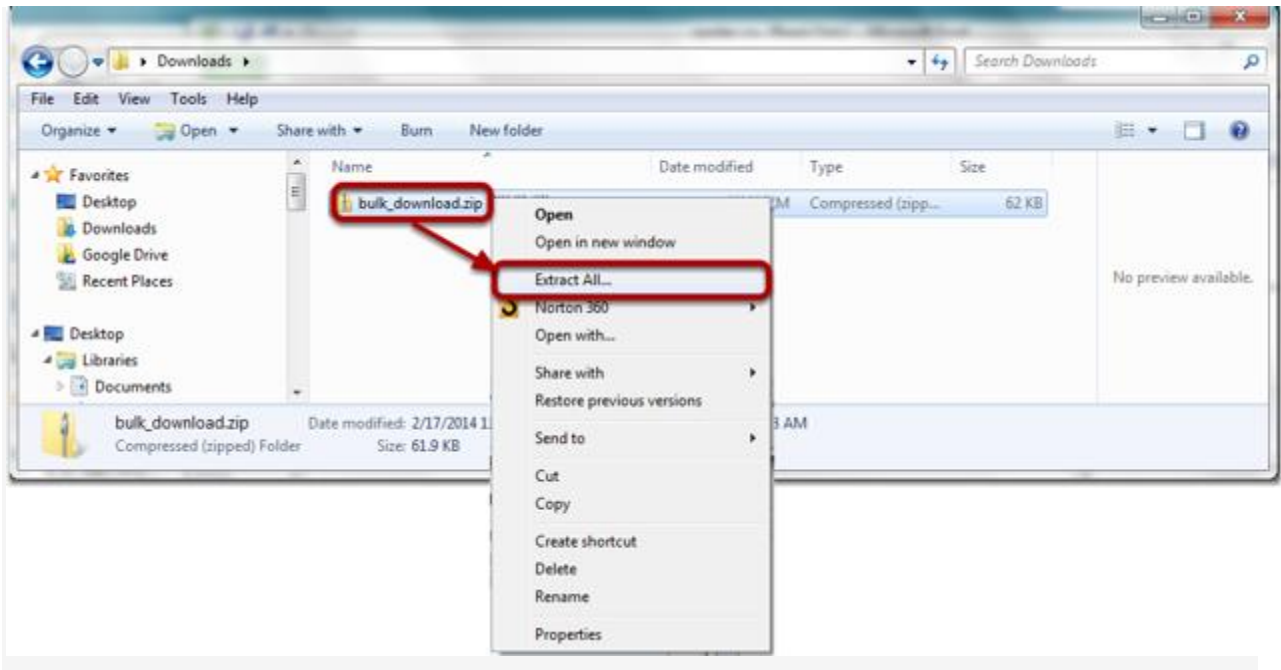 Downloads
Search Downloads
File Edit View Tools Help
Organize Open Share with Burn New folder
Name Date modified Type Size
Favorites
Desktop
Downloads
Google Drive
Recent Places
Desktop
Libraries
Documents
bulk_download.zip Compressed (zipp... 62 KB
No preview available.
Open
Open in new window
Extract All...
Norton 360
Open with...
Share with
Restore previous versions
Send to
Cut
Copy
Create shortcut
Delete
Rename
Properties
bulk_download.zip Date modified: 2/17/2014 AM
Compressed (zipped) Folder Size: 61.9 KB